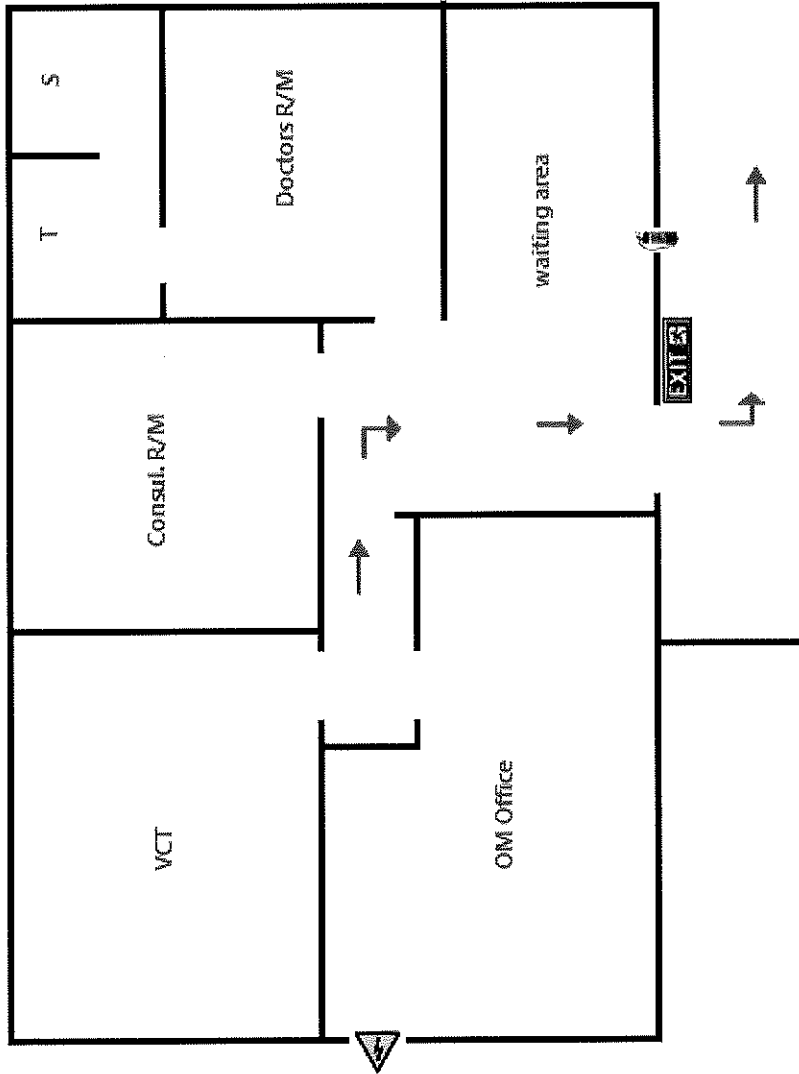 S
T
Doctors R/M
waiting area
Consul. R/M
EXIT
VCT
OM Office